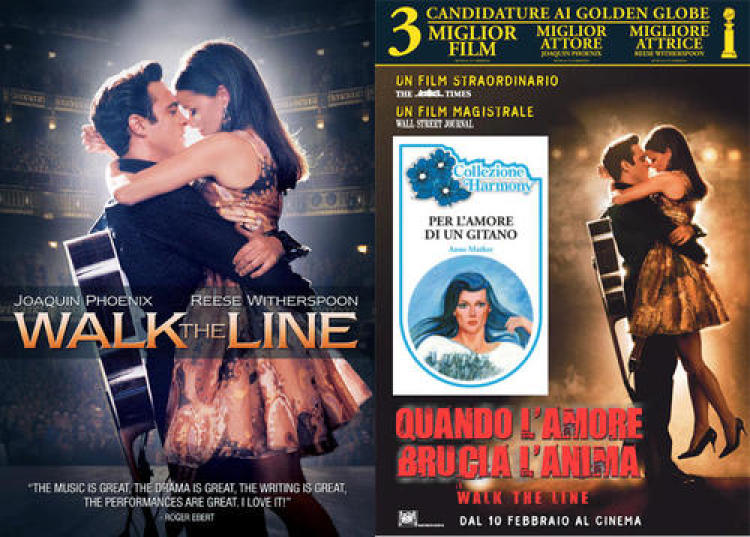 JOAQUIN PHOENIX REESE WITHERSPOON
WALK THE LINE
"THE MUSIC IS GREAT, THE DRAMA IS GREAT, THE WRITING IS GREAT,
THE PERFORMANCES ARE GREAT. I LOVE IT!"
- ROGER EBERT
3 CANDIDATURE AI GOLDEN GLOBE
MIGLIOR
FILM
MIGLIOR
ATTORE
JOAQUIN PHOENIX
MIGLIORE
ATTRICE
REESE WITHERSPOON
UN FILM STRAORDINARIO
THE TIMES
UN FILM MAGISTRALE
WALL STREET JOURNAL
Collezione
Harmony
PER L'AMORE
DI UN GITANO
Anne Mather
QUANDO L'AMORE
BRUCIA L'ANIMA
WALK THE LINE
DAL 10 FEBBRAIO AL CINEMA